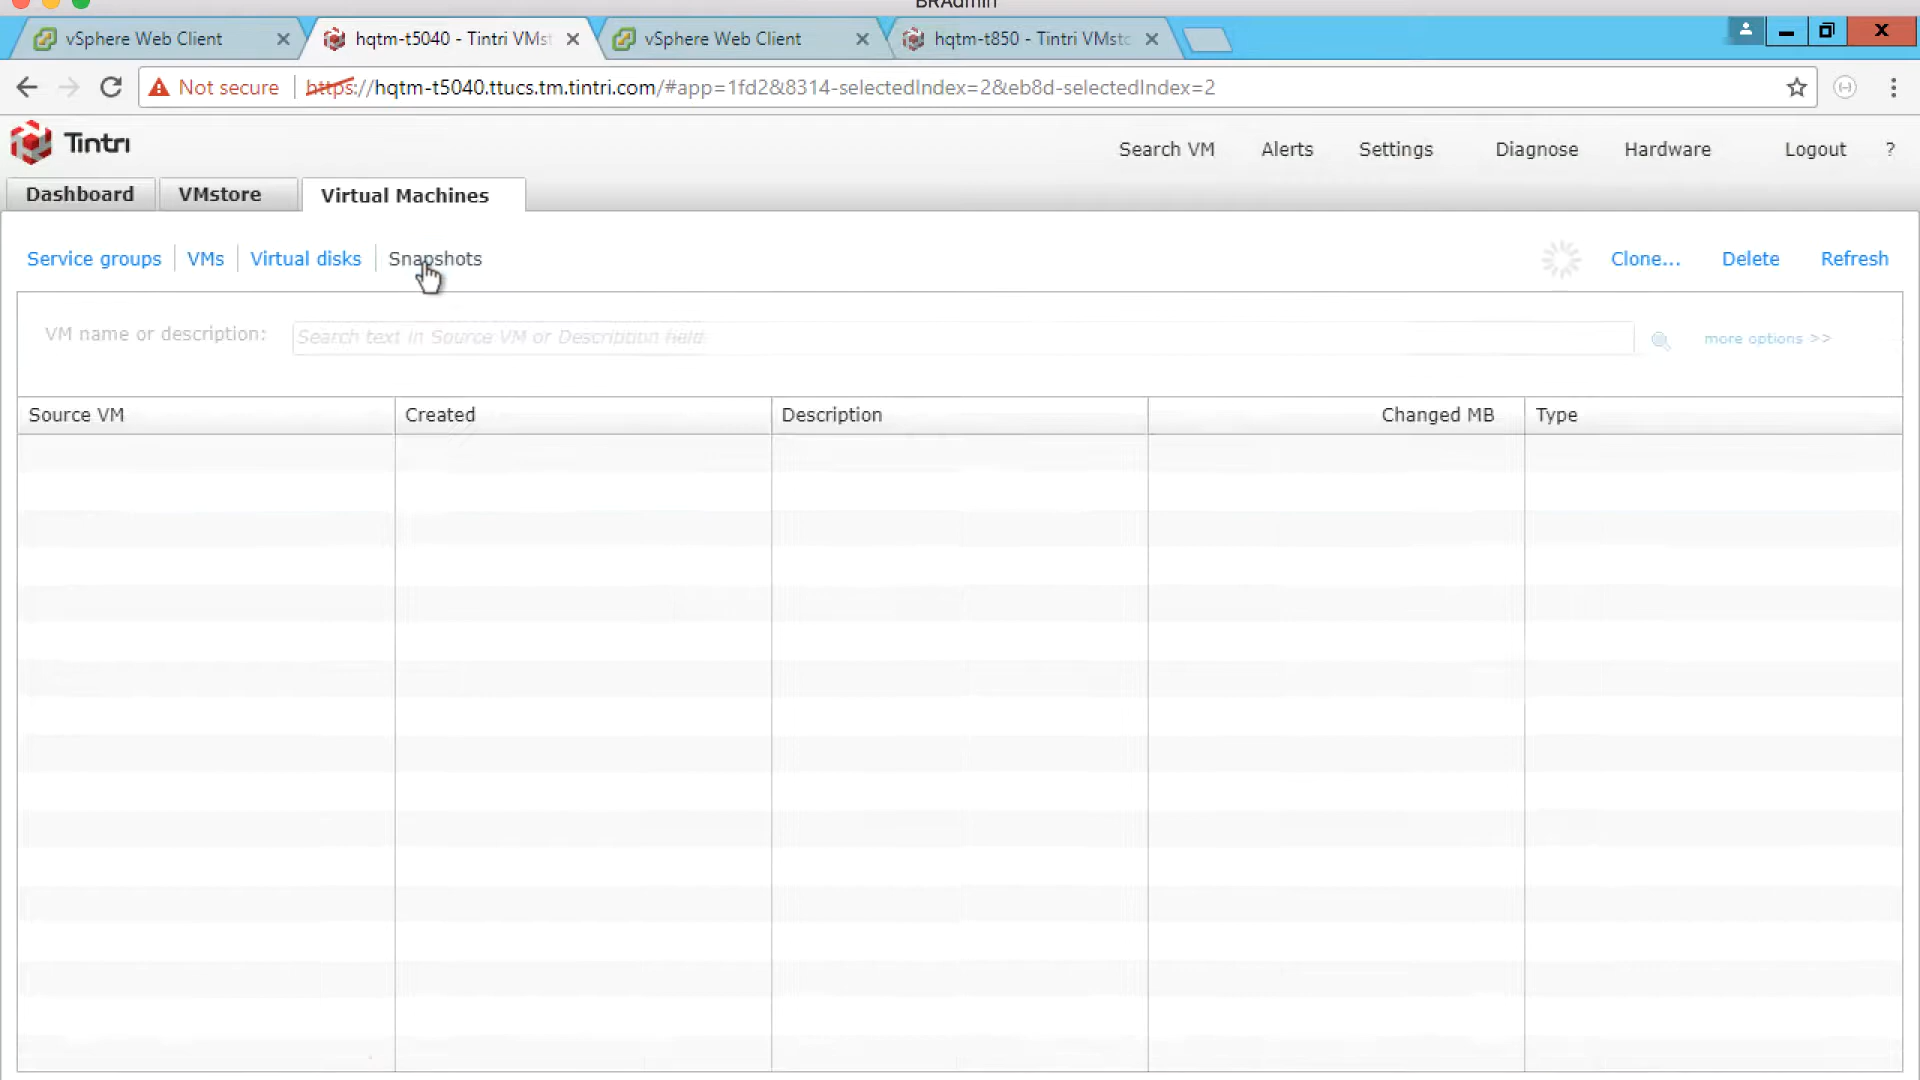 BRAdmin
vSphere Web Client
hqtm-t5040 - Tintri VMst
vSphere Web Client
hqtm-t850 - Tintri VMstc
Not secure
https://hqtm-t5040.ttucs.tm.tintri.com/#app=1fd2&8314-selectedIndex=2&eb8d-selectedIndex=2
Tintri
Search VM Alerts Settings Diagnose Hardware Logout ?
Dashboard VMstore Virtual Machines
Service groups VMs Virtual disks Snapshots Clone... Delete Refresh
VM name or description: Search text in Source VM or Description field. more options >>
Source VM Created Description Changed MB Type